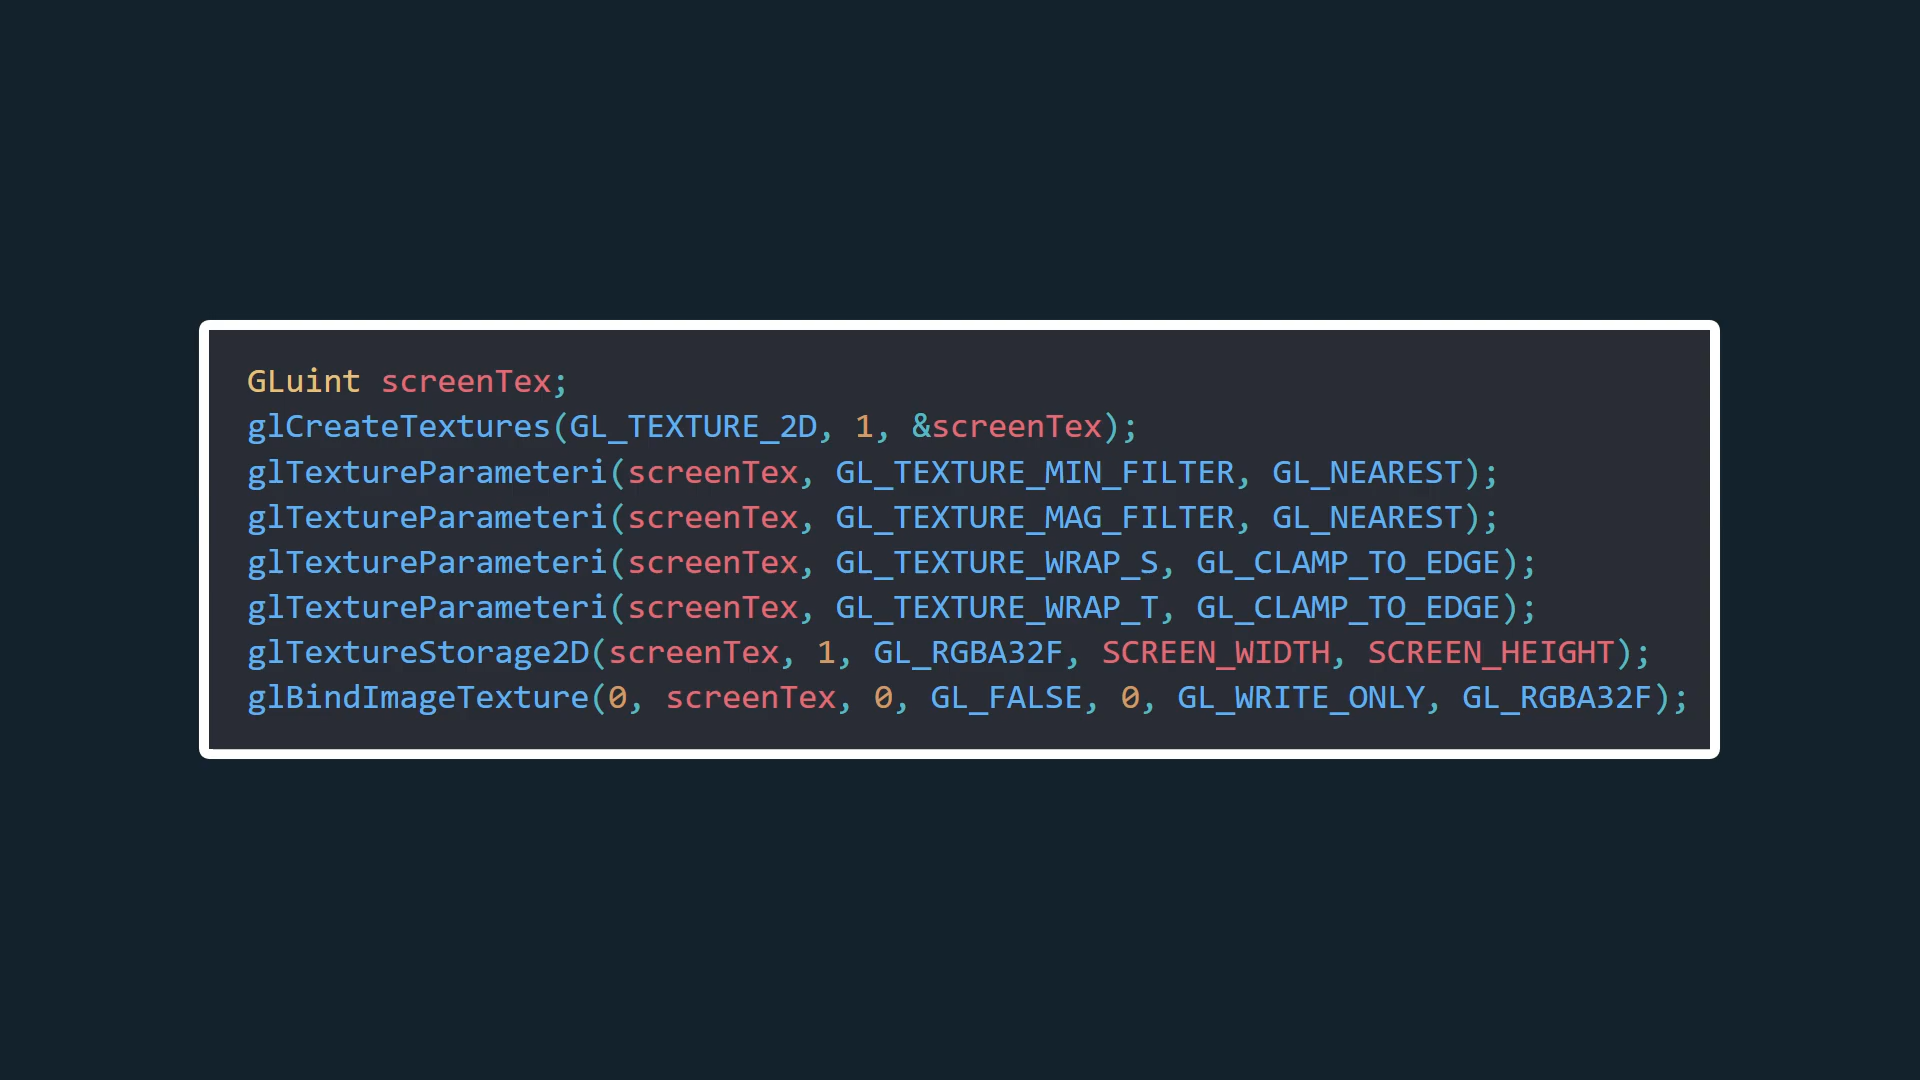 GLuint screenTex;
glCreateTextures(GL_TEXTURE_2D, 1, &screenTex);
glTextureParameteri(screenTex, GL_TEXTURE_MIN_FILTER, GL_NEAREST);
glTextureParameteri(screenTex, GL_TEXTURE_MAG_FILTER, GL_NEAREST);
glTextureParameteri(screenTex, GL_TEXTURE_WRAP_S, GL_CLAMP_TO_EDGE);
glTextureParameteri(screenTex, GL_TEXTURE_WRAP_T, GL_CLAMP_TO_EDGE);
glTextureStorage2D(screenTex, 1, GL_RGBA32F, SCREEN_WIDTH, SCREEN_HEIGHT);
glBindImageTexture(0, screenTex, 0, GL_FALSE, 0, GL_WRITE_ONLY, GL_RGBA32F);